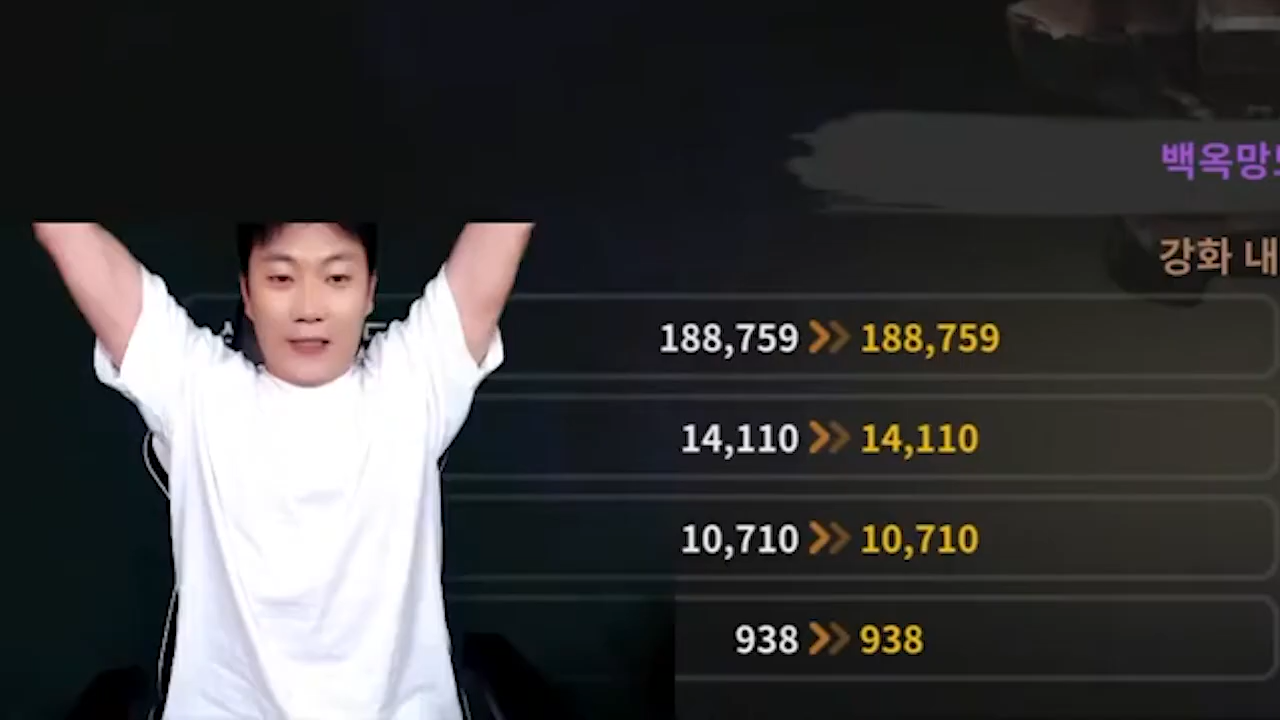 백옥망
강화 내
188,759 >> 188,759
14,110 >> 14,110
10,710 >> 10,710
938 >> 938